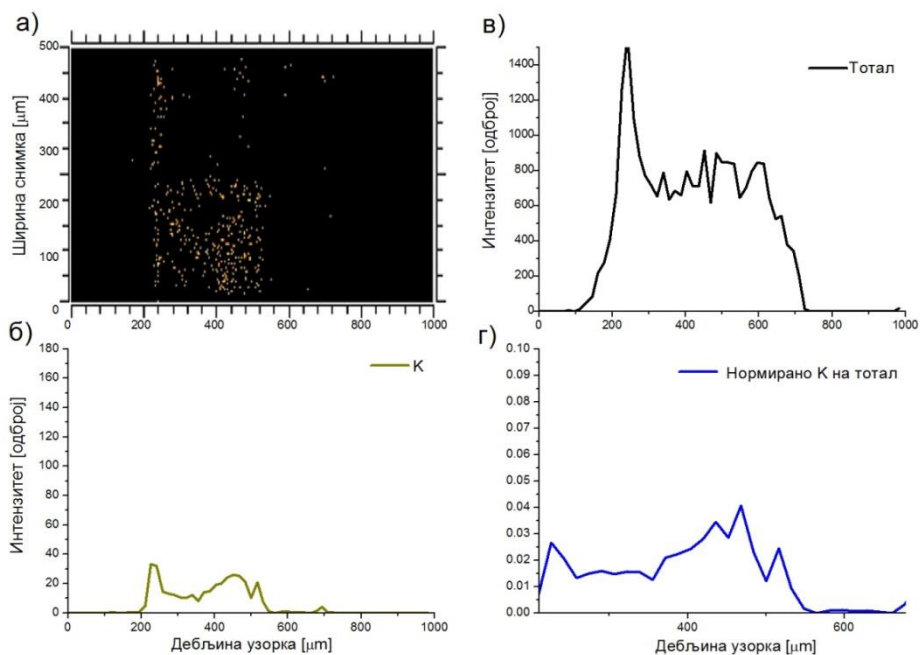 а)
Ширина снимка [μm]
500
400
300
200
100
0
0 200 400 600 800 1000
в)
Интензитет [одброј]
1400
1200
1000
800
600
400
200
0
0 200 400 600 800 1000
Тотал
б)
Интензитет [одброј]
180
160
140
120
100
80
60
40
20
0
0 200 400 600 800 1000
Дебљина узорка [μm]
K
г)
0.10
0.09
0.08
0.07
0.06
0.05
0.04
0.03
0.02
0.01
0.00
400 600
Дебљина узорка [μm]
Нормирано K на тотал